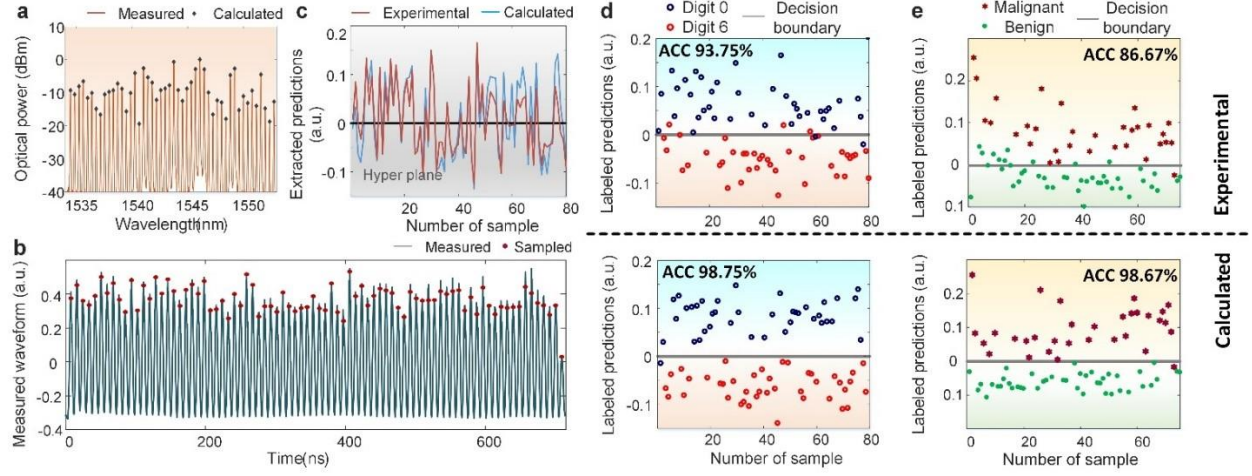 a
Measured
Calculated
Optical power (dBm)
10
0
-10
-20
-30
-40
1535
1540
1545
1550
Wavelength(nm)
c
Experimental
Calculated
Extracted predictions
(a.u.)
0.2
0.1
0
-0.1
Hyper plane
0
20
40
60
80
Number of sample
b
Measured
Sampled
Measured waveform (a.u.)
0.4
0.2
0
-0.2
-0.4
0
200
400
600
Time(ns)
d
Digit 0
Digit 6
Decision
boundary
ACC 93.75%
Labeled predictions (a.u.)
0.1
0
-0.1
20
40
60
80
ACC 98.75%
Labeled predictions (a.u.)
0.1
0
-0.1
0
20
40
60
80
Number of sample
e
Malignant
Benign
Decision
boundary
ACC 86.67%
Labeled predictions (a.u.)
0.2
0.1
0
0.1
0
20
40
60
Experimental
ACC 98.67%
Labeled predictions (a.u.)
0.2
0.1
0
0.1
0
20
40
60
Number of sample
Calculated